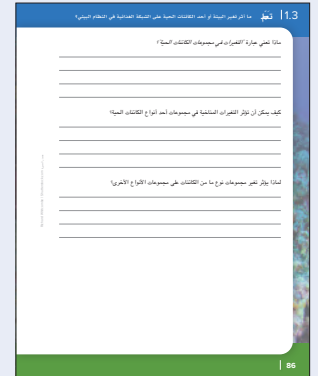 1.3 | تعلّم ما أثر تغير البيئة أو أحد الكائنات الحية على الشبكة الغذائية في النظام البيئي؟
ماذا تعني عبارة "التغيرات في مجموعات الكائنات الحية"؟
كيف يمكن أن تؤثر التغيرات المناخية في مجموعات أحد أنواع الكائنات الحية؟
لماذا يؤثر تغير مجموعات نوع ما من الكائنات على مجموعات الأنواع الأخرى؟
| 86